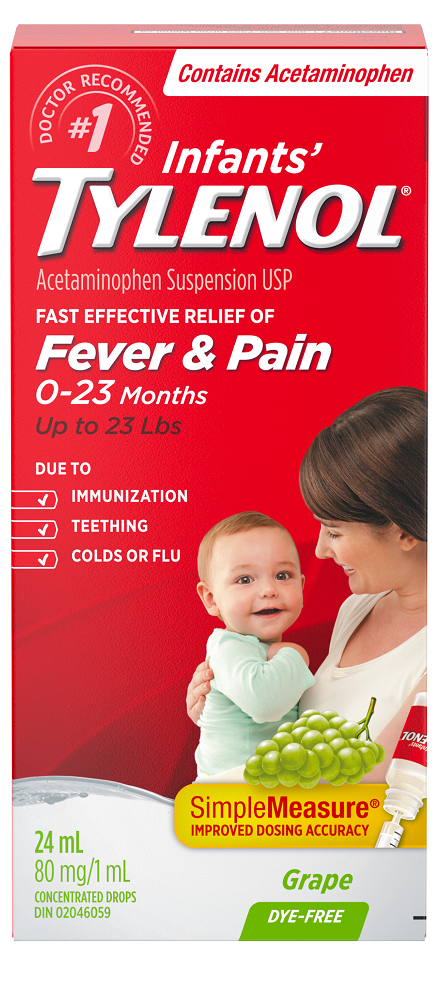 Contains Acetaminophen
DOCTOR RECOMMENDED
#1
Infants’
TYLENOL®
Acetaminophen Suspension USP
FAST EFFECTIVE RELIEF OF
Fever & Pain
0-23 Months
Up to 23 Lbs
DUE TO
IMMUNIZATION
TEETHING
COLDS OR FLU
SimpleMeasure®
IMPROVED DOSING ACCURACY
24 mL
80 mg/1 mL
CONCENTRATED DROPS
DIN 02046059
Grape
DYE-FREE